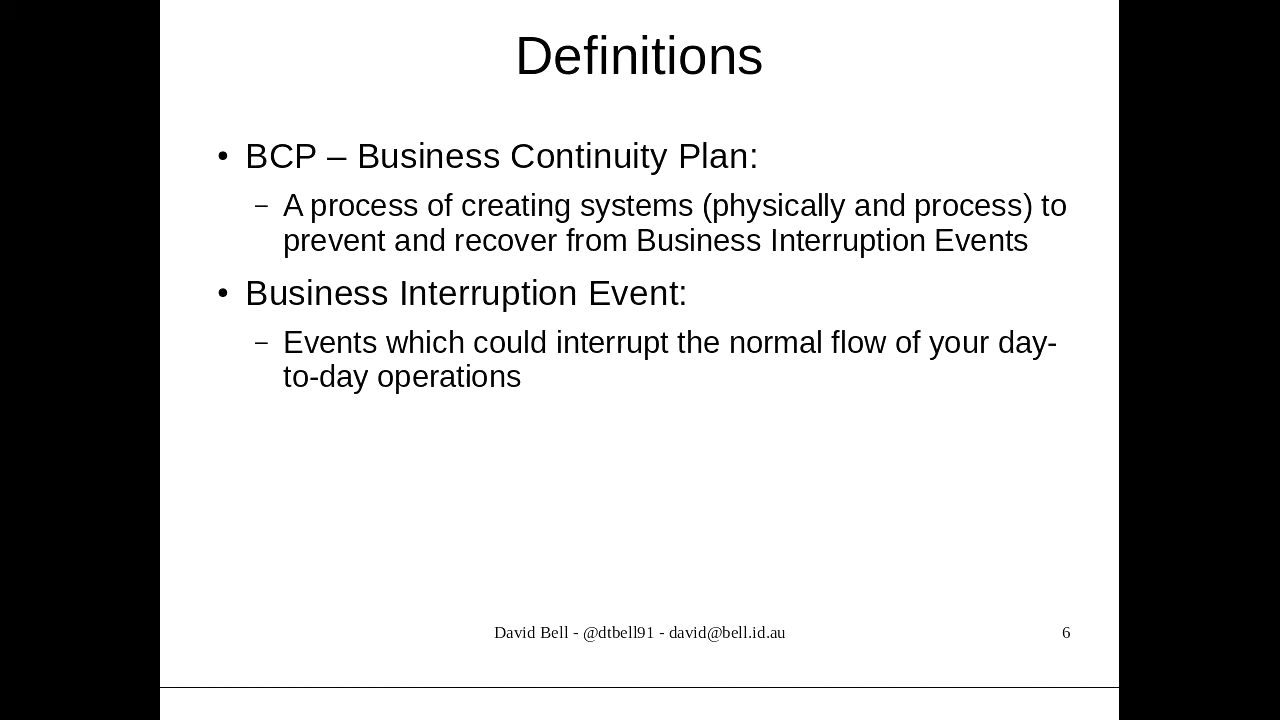 Definitions
• BCP – Business Continuity Plan:
– A process of creating systems (physically and process) to
prevent and recover from Business Interruption Events
• Business Interruption Event:
– Events which could interrupt the normal flow of your day-
to-day operations
David Bell - @dtbell91 - david@bell.id.au 6